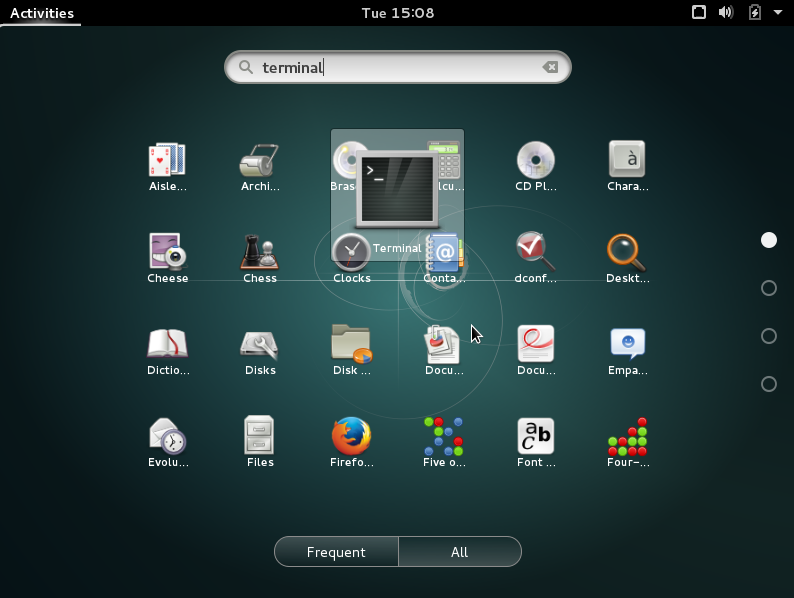 Activities
Tue 15:08
terminal
Aisle...
Archi...
Bras
lcu...
CD Pl...
Chara...
Terminal
Cheese
Chess
Clocks
Conta...
dconf...
Deskt...
Dictio...
Disks
Disk ...
Docu...
Docu...
Empa...
Evolu...
Files
Firefo...
Five o...
Font ...
Four-...
Frequent
All